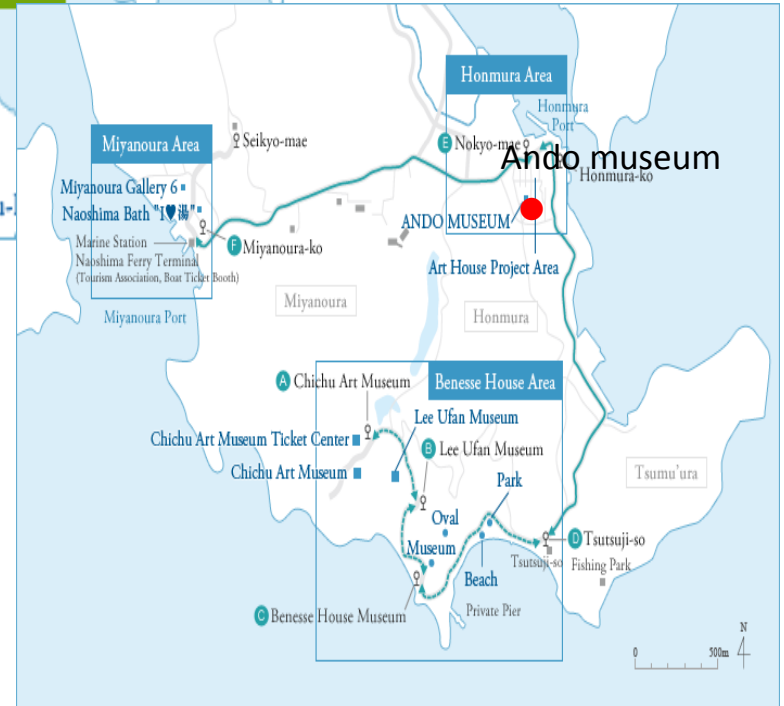 Honmura Area
Honmura
Port
E Nokyo-mae
Ando museum
Honmura-ko
ANDO MUSEUM
Art House Project Area
Miyanoura Area
Seikyo-mae
Miyanoura Gallery 6
Naoshima Bath "I♥湯"
Marine Station
Naoshima Ferry Terminal
(Tourism Association, Boat Ticket Booth)
F Miyanoura-ko
Miyanoura Port
Miyanoura
Honmura
Benesse House Area
A Chichu Art Museum
Lee Ufan Museum
Chichu Art Museum Ticket Center
B Lee Ufan Museum
Chichu Art Museum
Park
Tsumu'ura
Oval
Museum
D Tsutsuji-so
Tsutsuji-so
Fishing Park
Beach
C Benesse House Museum
Private Pier
N
0 500m